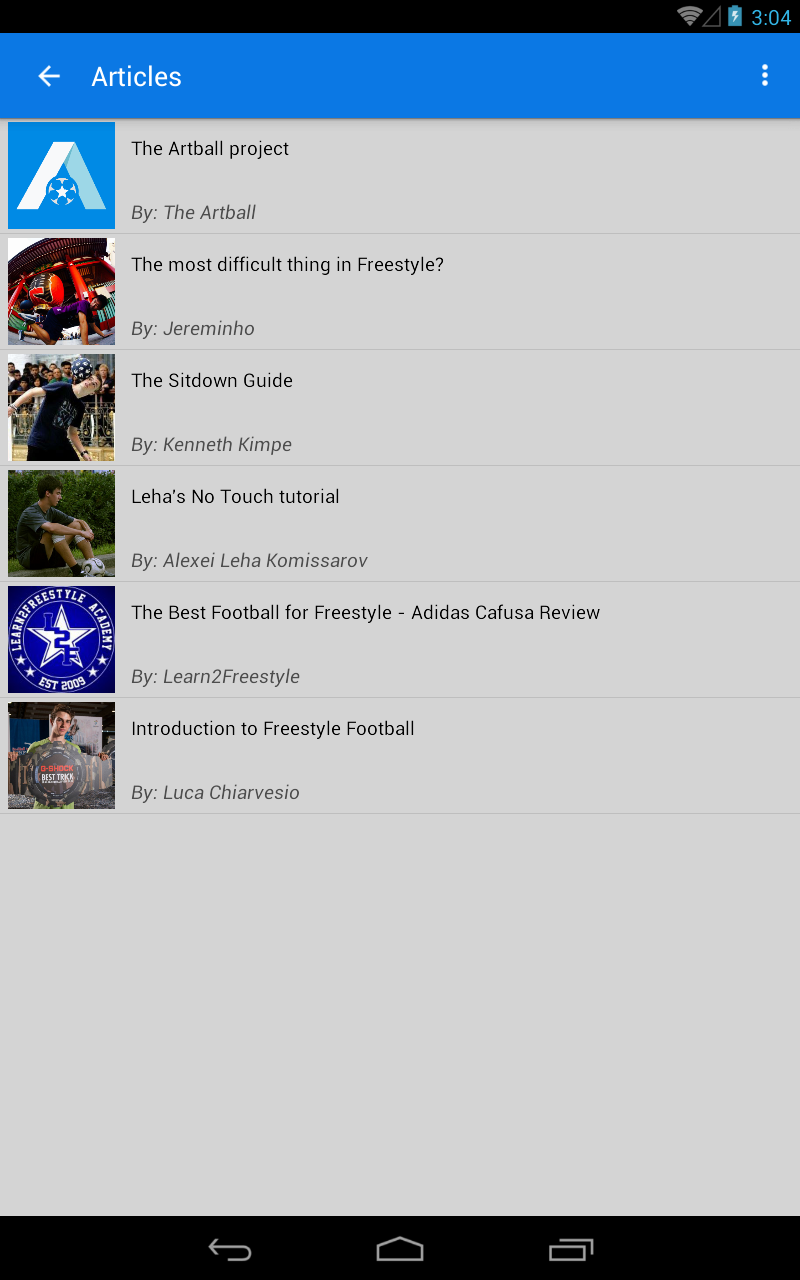 3:04
Articles
The Artball project
By: The Artball
The most difficult thing in Freestyle?
By: Jereminho
The Sitdown Guide
By: Kenneth Kimpe
Leha's No Touch tutorial
By: Alexei Leha Komissarov
LEARN2FREESTYLE ACADEMY
L2F
EST 2009
The Best Football for Freestyle - Adidas Cafusa Review
By: Learn2Freestyle
G-SHOCK
BEST TRICK
Introduction to Freestyle Football
By: Luca Chiarvesio